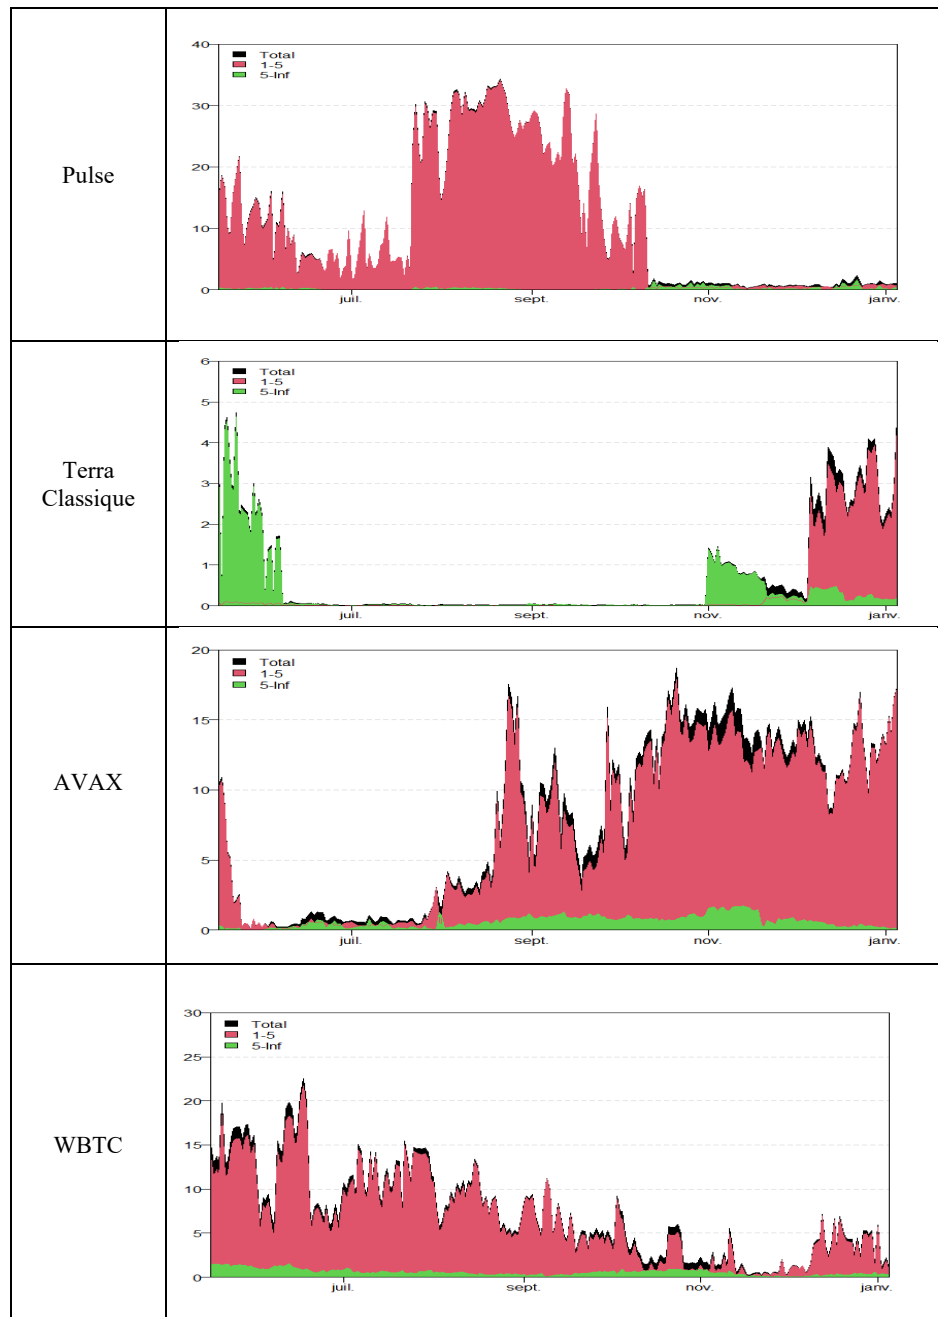 Pulse
40
30
20
10
0
Total
1-5
5-Inf
juil.
sept.
nov.
janv.
Terra
Classique
6
5
4
3
2
1
0
Total
1-5
5-Inf
juil.
sept.
nov.
janv.
AVAX
20
15
10
5
0
Total
1-5
5-Inf
juil.
sept.
nov.
janv.
WBTC
30
25
20
15
10
5
0
Total
1-5
5-Inf
juil.
sept.
nov.
janv.